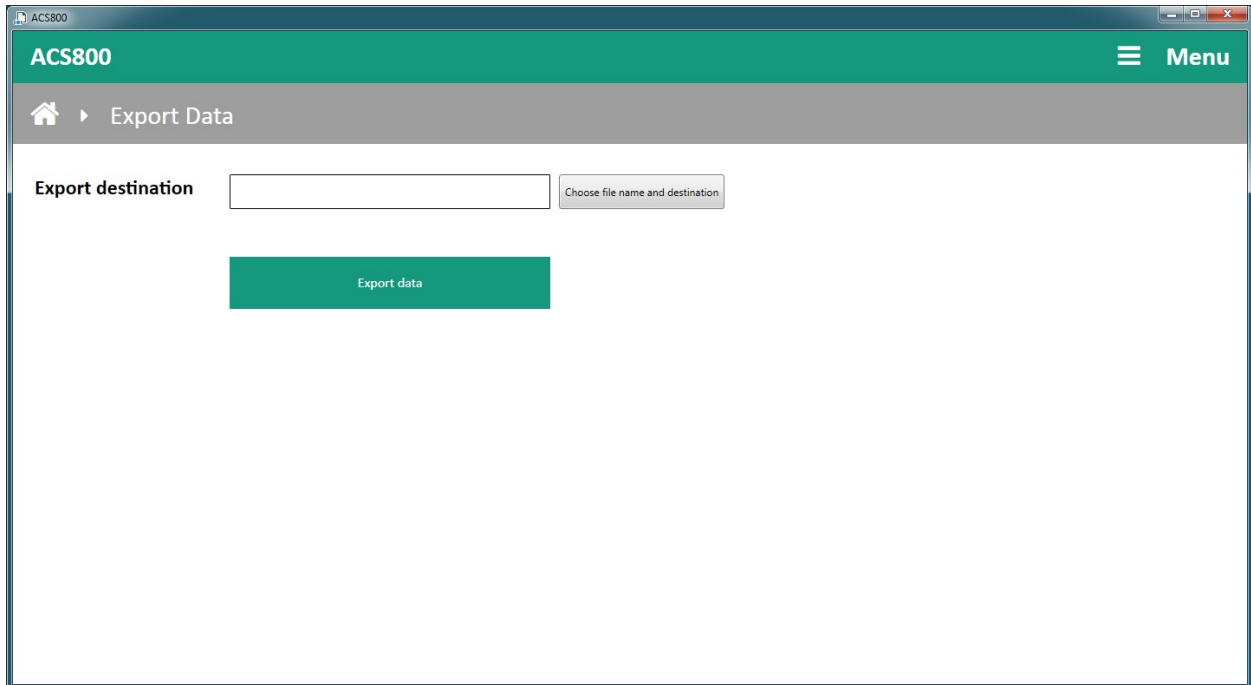 ACS800
ACS800 Menu
Export Data
Export destination Choose file name and destination
Export data